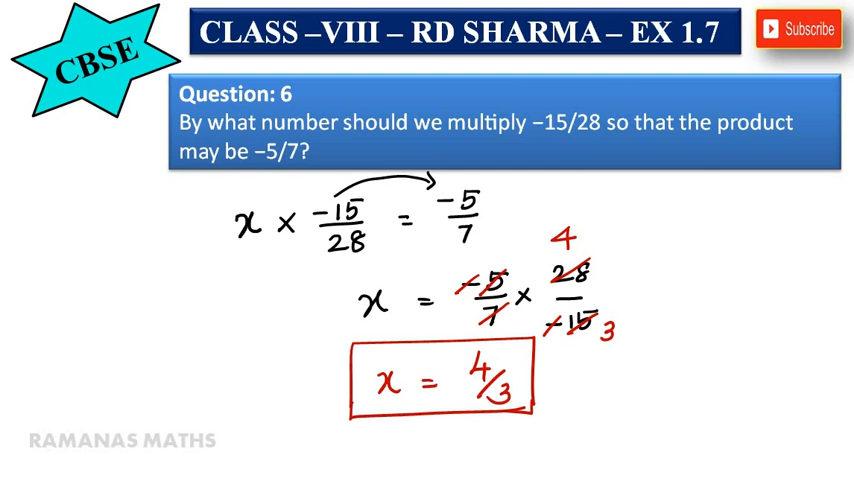 CBSE
CLASS –VIII – RD SHARMA – EX 1.7
Subscribe
Question: 6
By what number should we multiply −15/28 so that the product
may be −5/7?
x × -15/28 = -5/7
4
x = -5/7 × 28/-15
3
x = 4/3
RAMANAS MATHS